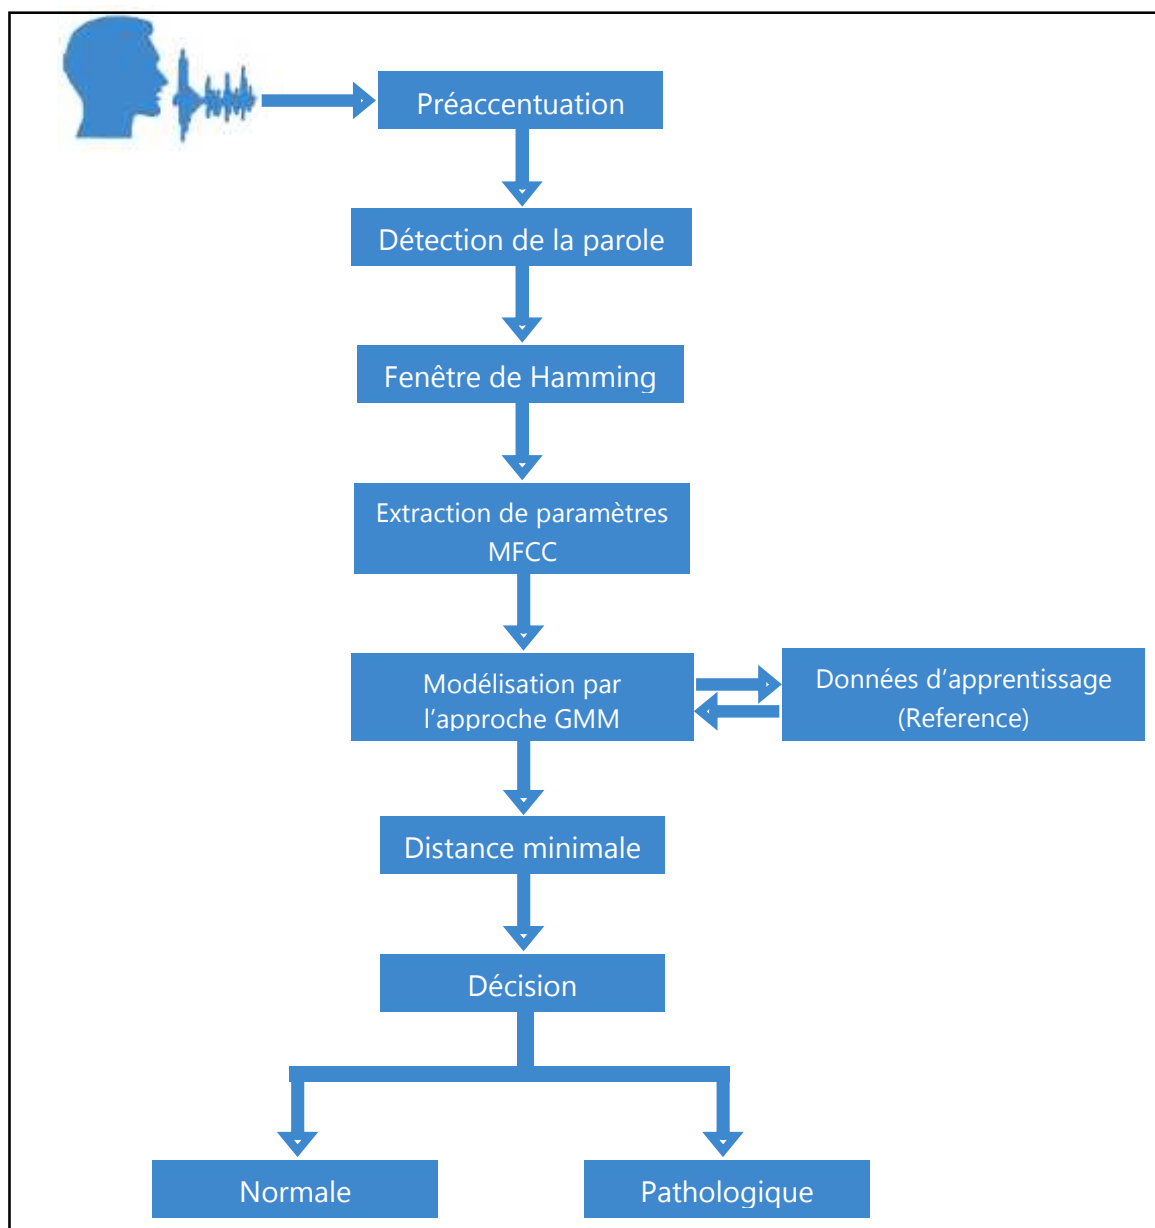 Préaccentuation
Détection de la parole
Fenêtre de Hamming
Extraction de paramètres
MFCC
Modélisation par
l’approche GMM
Données d’apprentissage
(Reference)
Distance minimale
Décision
Normale
Pathologique